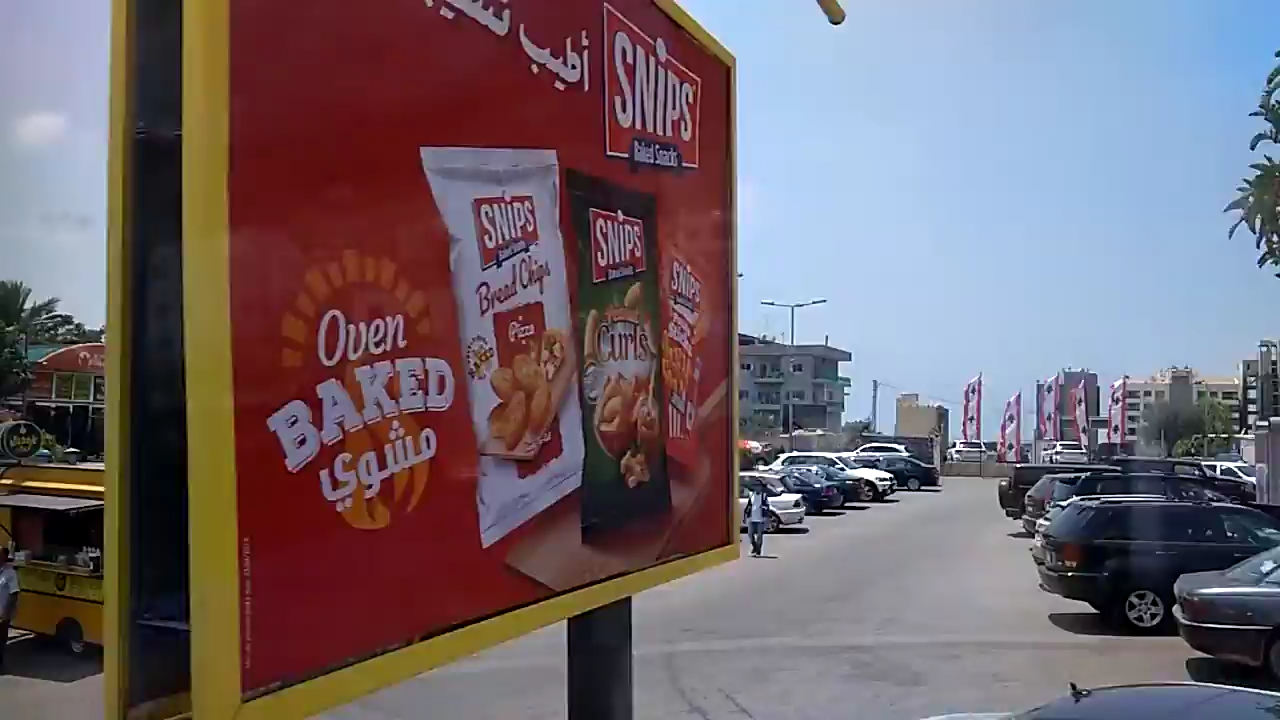 أطيب
SNIPS
Baked Snacks
SNIPS
Bread Chips
Pizza
SNIPS
Curls
SNIPS
Oven
BAKED
مشوي